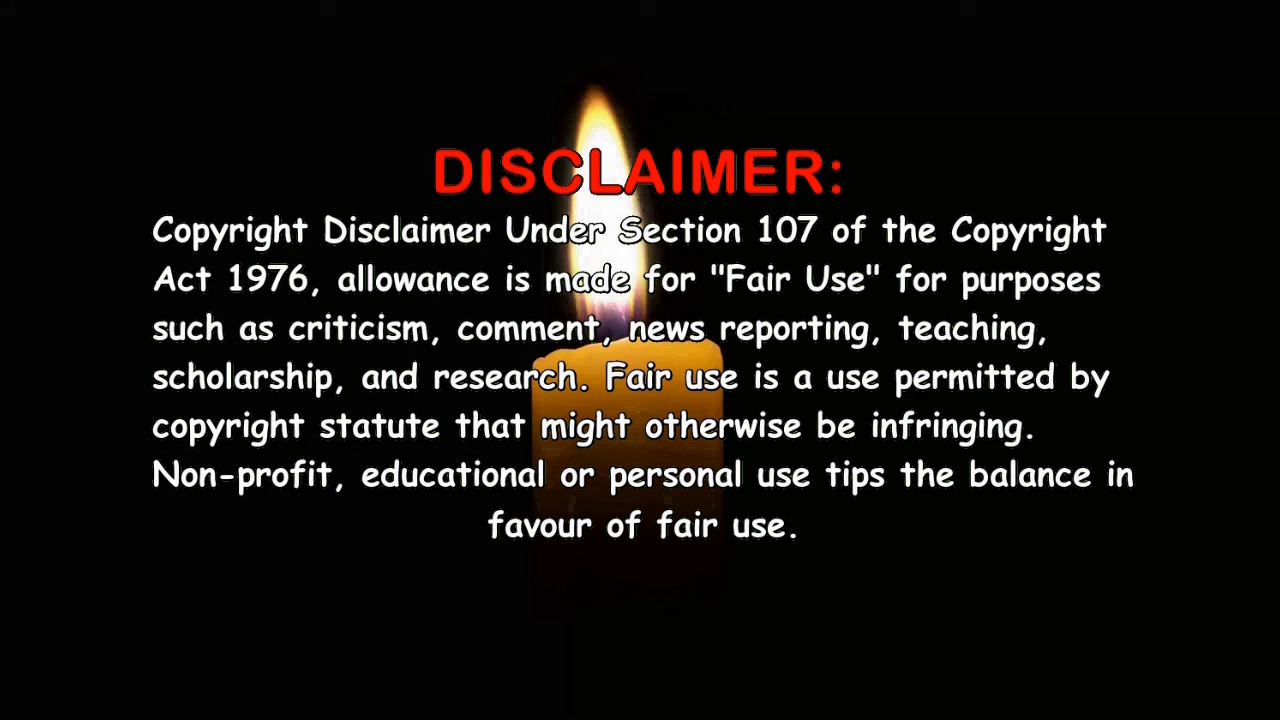 DISCLAIMER:
Copyright Disclaimer Under Section 107 of the Copyright
Act 1976, allowance is made for "Fair Use" for purposes
such as criticism, comment, news reporting, teaching,
scholarship, and research. Fair use is a use permitted by
copyright statute that might otherwise be infringing.
Non-profit, educational or personal use tips the balance in
favour of fair use.